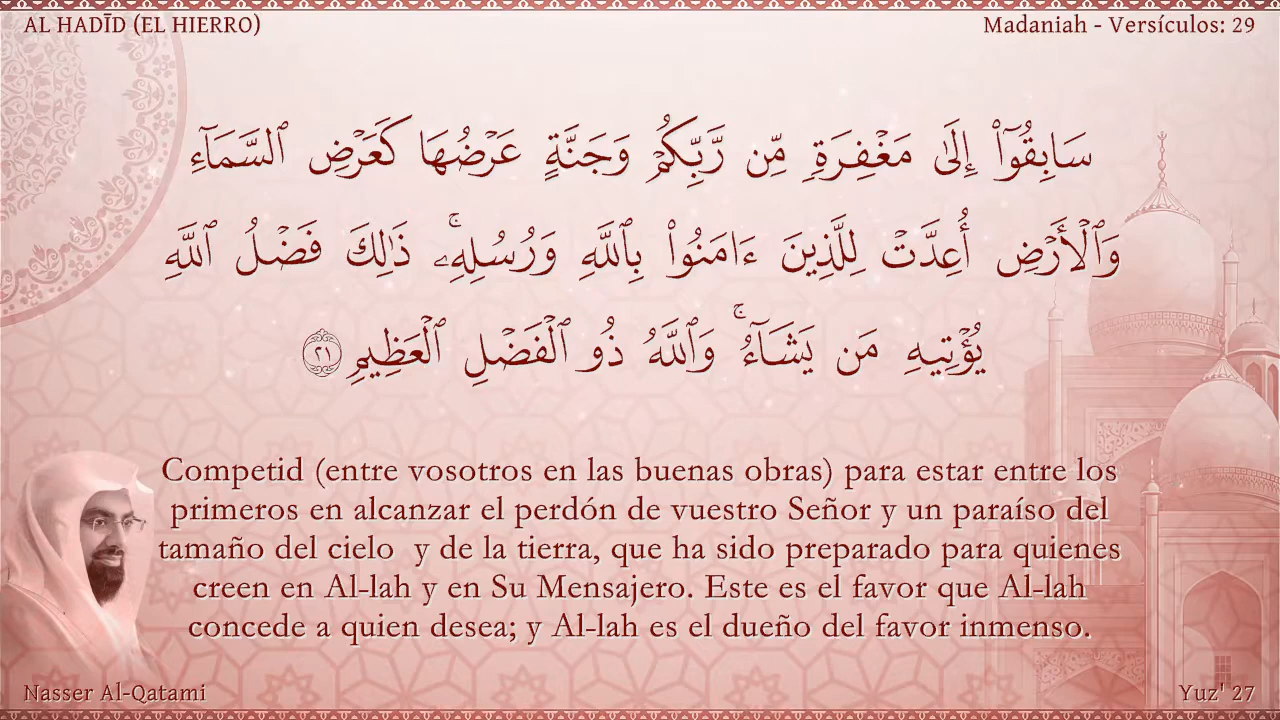 AL HADĪD (EL HIERRO)
Madaniah - Versículos: 29
سَابِقُوٓا۟ إِلَىٰ مَغْفِرَةٍ مِّن رَّبِّكُمْ وَجَنَّةٍ عَرْضُهَا كَعَرْضِ ٱلسَّمَآءِ
وَٱلْأَرْضِ أُعِدَّتْ لِلَّذِينَ ءَامَنُوا۟ بِٱللَّهِ وَرُسُلِهِۦ ۚ ذَٰلِكَ فَضْلُ ٱللَّهِ
يُؤْتِيهِ مَن يَشَآءُ ۚ وَٱللَّهُ ذُو ٱلْفَضْلِ ٱلْعَظِيمِ ٢١
Competid (entre vosotros en las buenas obras) para estar entre los
primeros en alcanzar el perdón de vuestro Señor y un paraíso del
tamaño del cielo y de la tierra, que ha sido preparado para quienes
creen en Al-lah y en Su Mensajero. Este es el favor que Al-lah
concede a quien desea; y Al-lah es el dueño del favor inmenso.
Nasser Al-Qatami
Yuz' 27